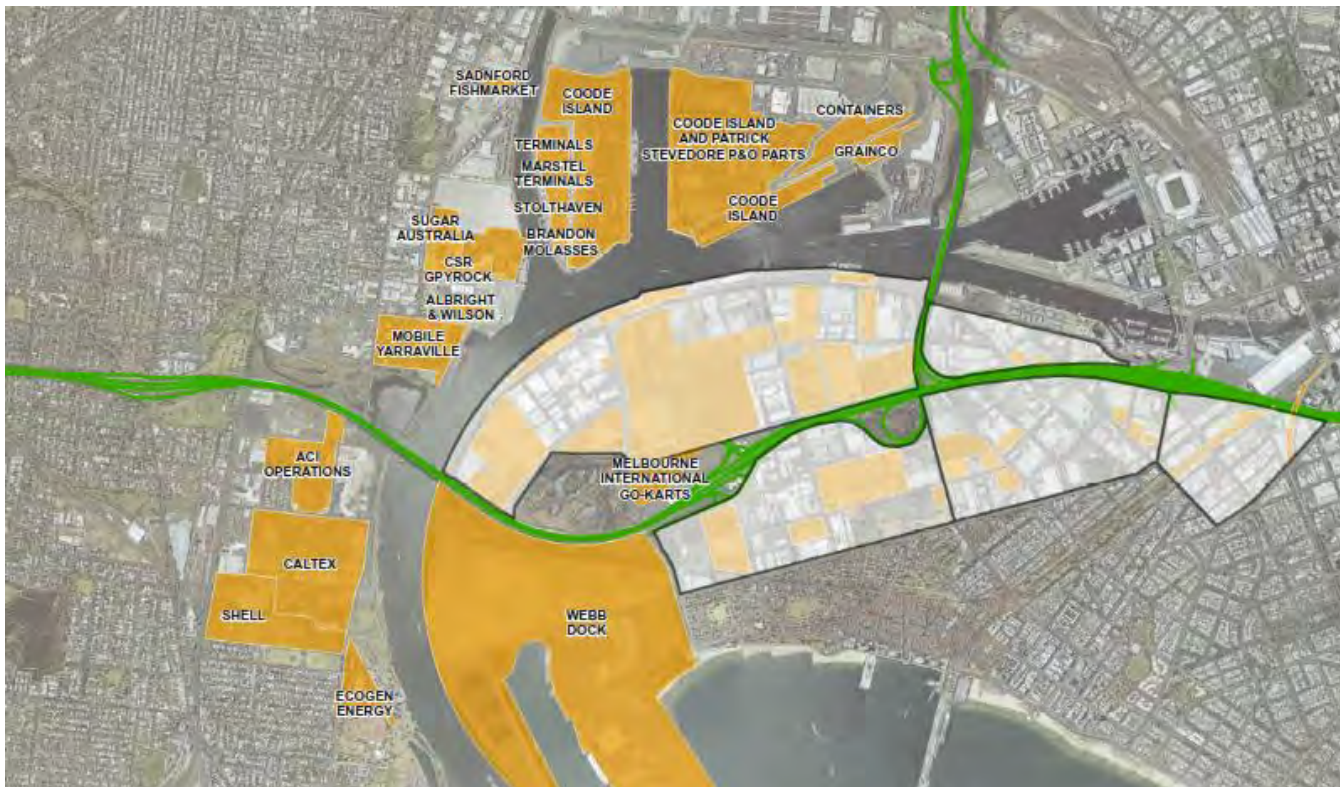 SADNFORD
FISHMARKET
COODE
ISLAND
TERMINALS
MARSTEL
TERMINALS
STOLTHAVEN
BRANDON
MOLASSES
SUGAR
AUSTRALIA
CSR
GPYROCK
ALBRIGHT
& WILSON
MOBILE
YARRAVILLE
CONTAINERS
COODE ISLAND
AND PATRICK
STEVEDORE P&O PARTS
GRAINCO
COODE
ISLAND
MELBOURNE
INTERNATIONAL
GO-KARTS
ACI
OPERATIONS
CALTEX
SHELL
WEBB
DOCK
ECOGEN
ENERGY